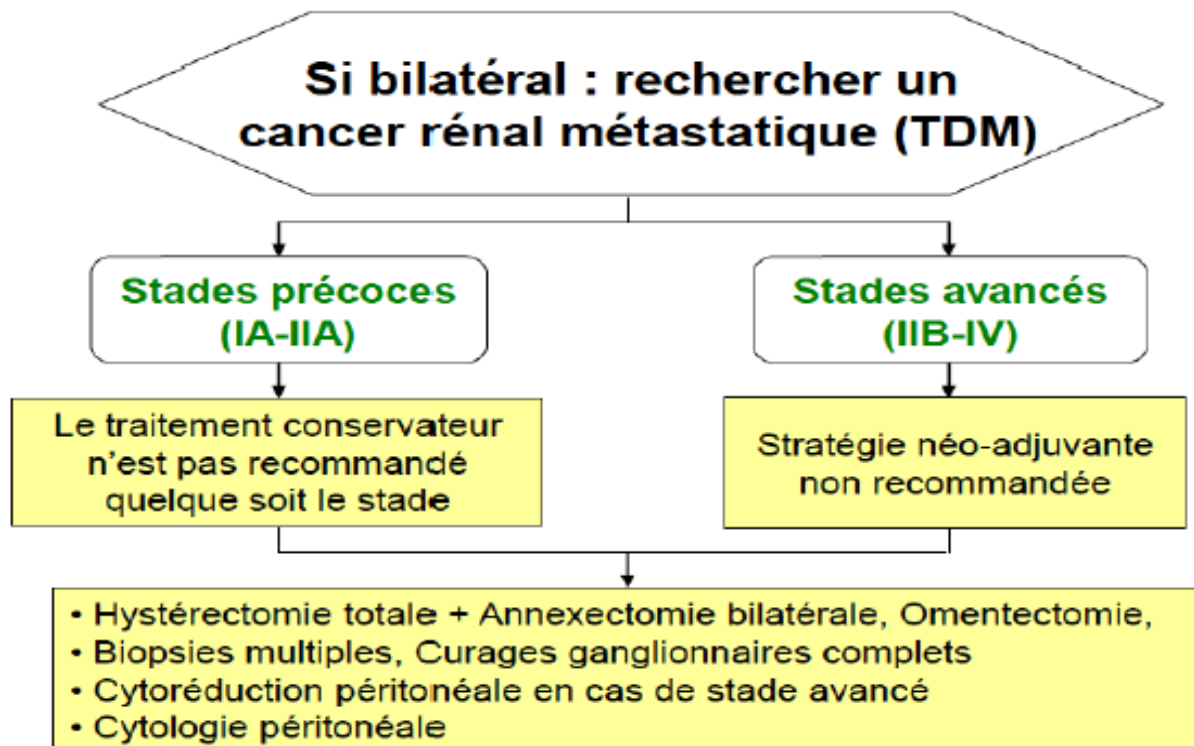 Si bilatéral : rechercher un
cancer rénal métastatique (TDM)
Stades précoces
(IA-IIA)
Stades avancés
(IIB-IV)
Le traitement conservateur
n'est pas recommandé
quelque soit le stade
Stratégie néo-adjuvante
non recommandée
• Hystérectomie totale + Annexectomie bilatérale, Omentectomie,
• Biopsies multiples, Curages ganglionnaires complets
• Cytoréduction péritonéale en cas de stade avancé
• Cytologie péritonéale